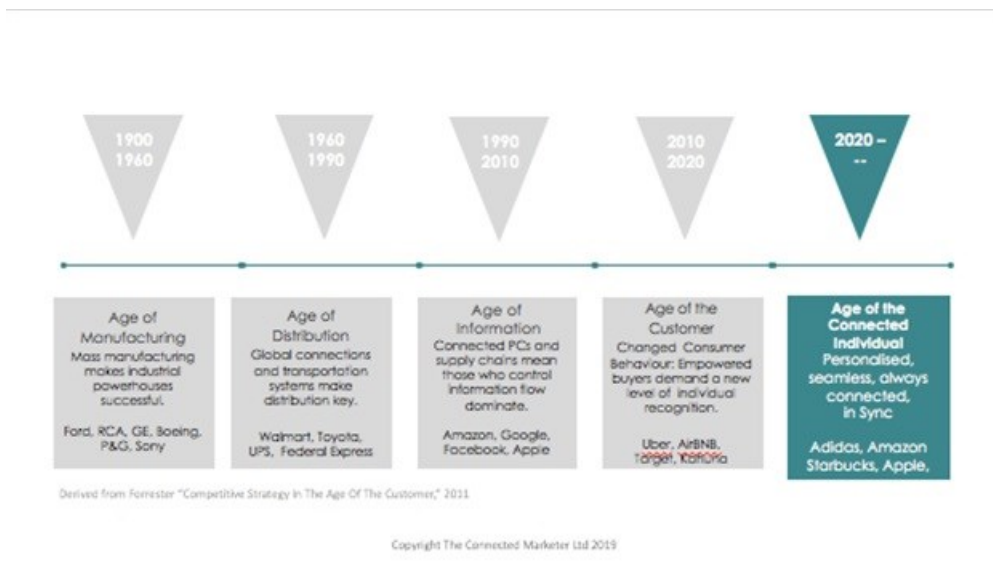 1900
1960
1960
1990
1990
2010
2010
2020
2020 –
--
Age of
Manufacturing
Mass manufacturing
makes industrial
powerhouses
successful.
Ford, RCA, GE, Boeing,
P&G, Sony
Age of
Distribution
Global connections
and transportation
systems make
distribution key.
Walmart, Toyota,
UPS, Federal Express
Age of
Information
Connected PCs and
supply chains mean
those who control
information flow
dominate.
Amazon, Google,
Facebook, Apple
Age of the
Customer
Changed Consumer
Behaviour: Empowered
buyers demand a new
level of individual
recognition.
Uber, AirBNB,
Target,
Age of the
Connected
Individual
Personalised,
seamless, always
connected,
in Sync
Adidas, Amazon
Starbucks, Apple,
Derived from Forrester "Competitive Strategy In The Age Of The Customer," 2011
Copyright The Connected Marketer Ltd 2019